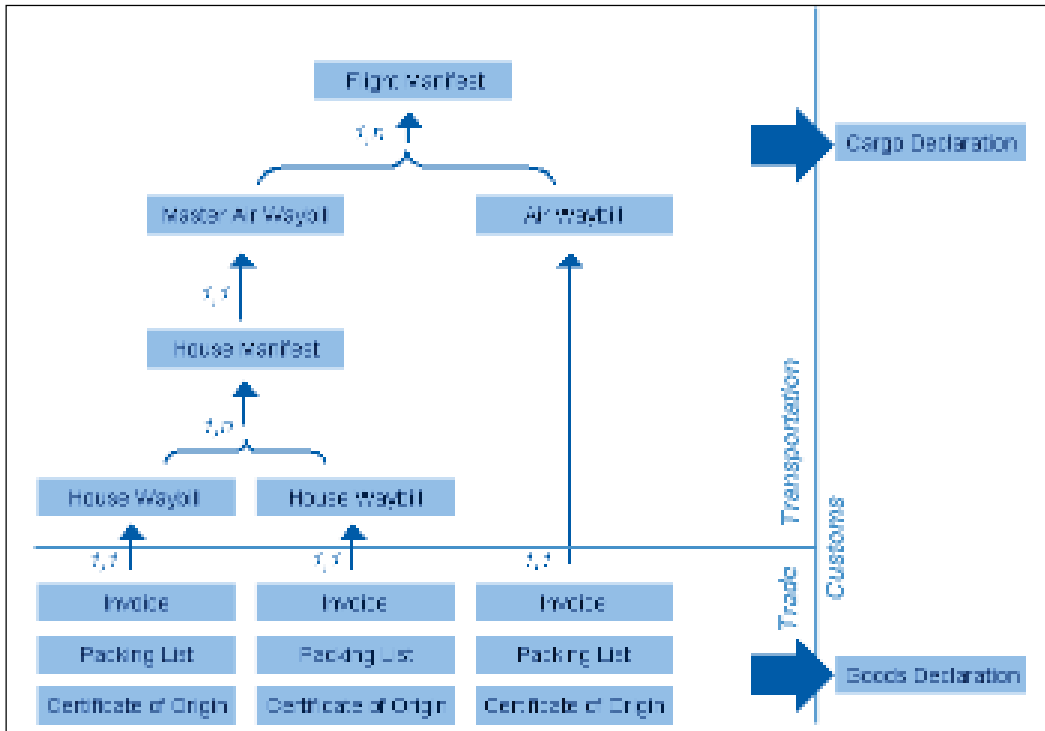 Flight Manifest
1,n
Cargo Declaration
Master Air Waybill
Air Waybill
1,1
House Manifest
1,n
Transportation
House Waybill
House Waybill
Customs
1,1
1,1
1,1
Trade
Invoice
Invoice
Invoice
Packing List
Packing List
Packing List
Goods Declaration
Certificate of Origin
Certificate of Origin
Certificate of Origin